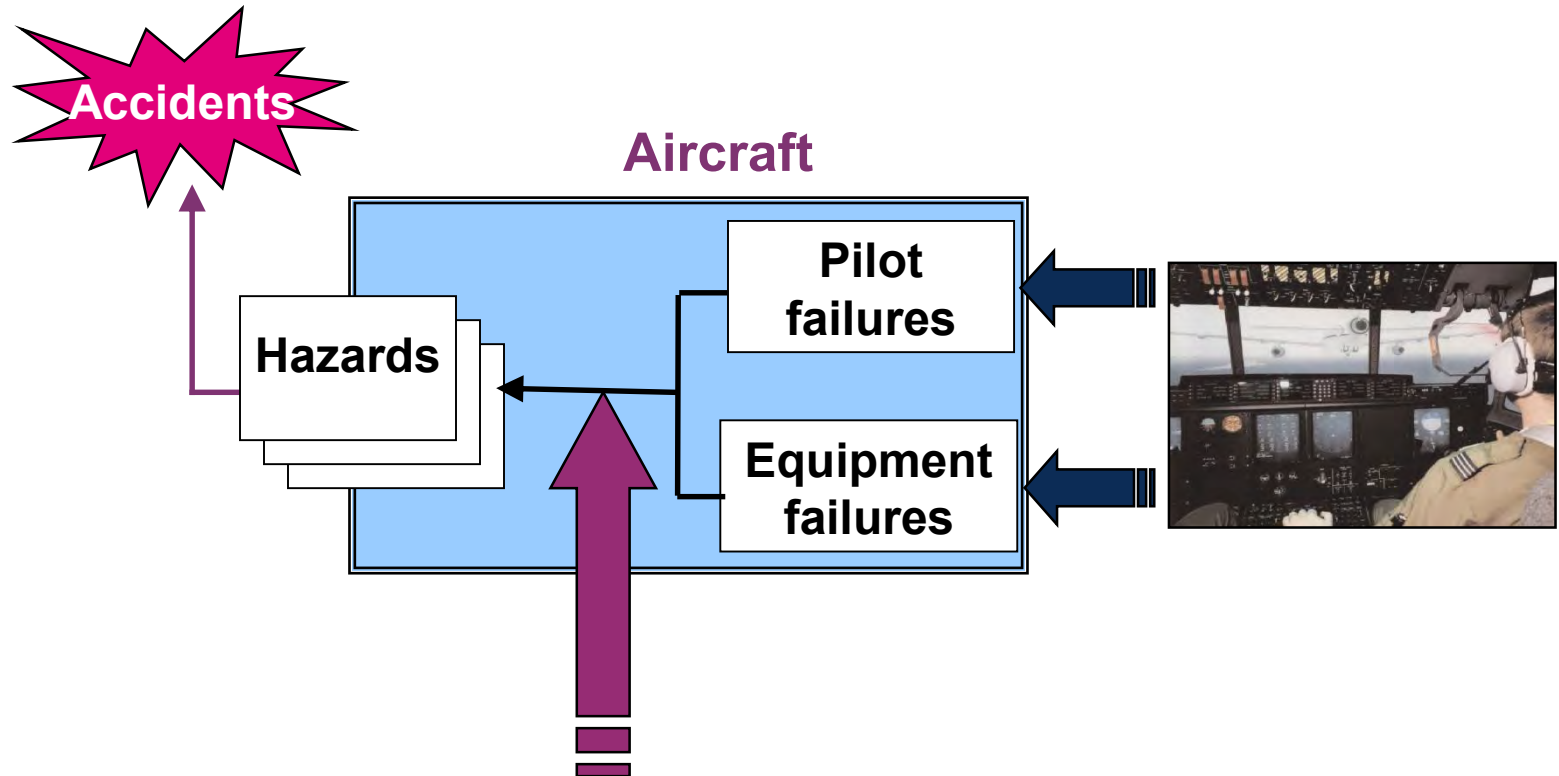 Accidents
Aircraft
Pilot
failures
Hazards
Equipment
failures